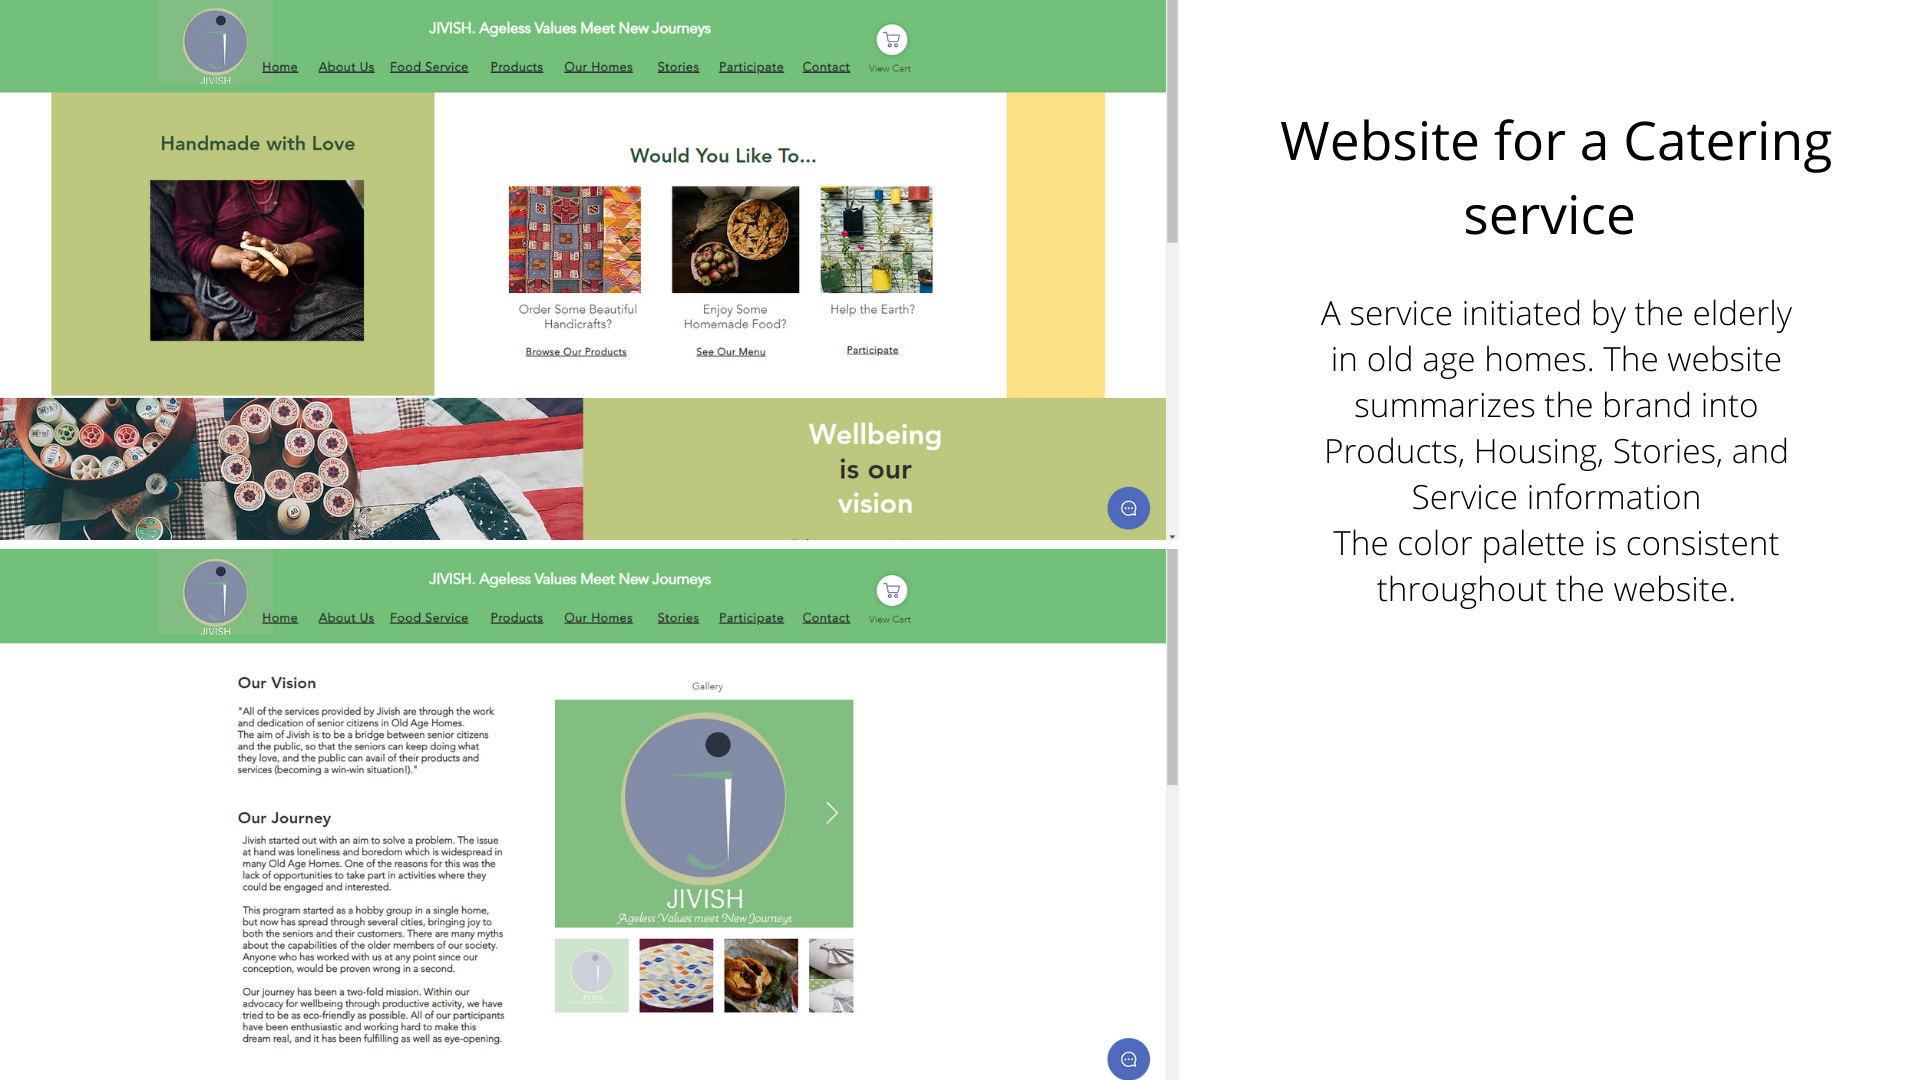 JIVISH. Ageless Values Meet New Journeys
JIVISH
Home About Us Food Service Products Our Homes Stories Participate Contact View Cart
Handmade with Love
Would You Like To...
Order Some Beautiful
Handicrafts?
Browse Our Products
Enjoy Some
Homemade Food?
See Our Menu
Help the Earth?
Participate
Wellbeing
is our
vision
JIVISH. Ageless Values Meet New Journeys
JIVISH
Home About Us Food Service Products Our Homes Stories Participate Contact View Cart
Our Vision
"All of the services provided by Jivish are through the work
and dedication of senior citizens in Old Age Homes.
The aim of Jivish is to be a bridge between senior citizens
and the public, so that the seniors can keep doing what
they love, and the public can avail of their products and
services (becoming a win-win situation!)."
Our Journey
Jivish started out with an aim to solve a problem. The issue
at hand was loneliness and boredom which is widespread in
many Old Age Homes. One of the reasons for this was the
lack of opportunities to take part in activities where they
could be engaged and interested.
This program started as a hobby group in a single home,
but now has spread through several cities, bringing joy to
both the seniors and their customers. There are many myths
about the capabilities of the older members of our society.
Anyone who has worked with us at any point since our
conception, would be proven wrong in a second.
Our journey has been a two-fold mission. Within our
advocacy for wellbeing through productive activity, we have
tried to be as eco-friendly as possible. All of our participants
have been enthusiastic and working hard to make this
dream real, and it has been fulfilling as well as eye-opening.
Gallery
JIVISH
Ageless Values meet New Journeys
JIVISH
Website for a Catering
service
A service initiated by the elderly
in old age homes. The website
summarizes the brand into
Products, Housing, Stories, and
Service information
The color palette is consistent
throughout the website.